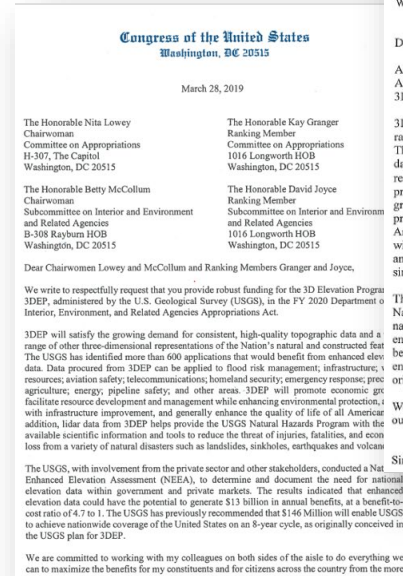 Congress of the United States
Washington, DC 20515
March 28, 2019
The Honorable Nita Lowey
Chairwoman
Committee on Appropriations
H-307, The Capitol
Washington, DC 20515
The Honorable Kay Granger
Ranking Member
Committee on Appropriations
1016 Longworth HOB
Washington, DC 20515
The Honorable Betty McCollum
Chairwoman
Subcommittee on Interior and Environment
and Related Agencies
B-308 Rayburn HOB
Washington, DC 20515
The Honorable David Joyce
Ranking Member
Subcommittee on Interior and Environm
and Related Agencies
1016 Longworth HOB
Washington, DC 20515
Dear Chairwomen Lowey and McCollum and Ranking Members Granger and Joyce,
We write to respectfully request that you provide robust funding for the 3D Elevation Progra
3DEP, administered by the U.S. Geological Survey (USGS), in the FY 2020 Department o
Interior, Environment, and Related Agencies Appropriations Act.
3DEP will satisfy the growing demand for consistent, high-quality topographic data and a
range of other three-dimensional representations of the Nation's natural and constructed feat
The USGS has identified more than 600 applications that would benefit from enhanced elev
data. Data procured from 3DEP can be applied to flood risk management; infrastructure; w
resources; aviation safety; telecommunications; homeland security; emergency response; prec
agriculture; energy; pipeline safety; and other areas. 3DEP will promote economic gro
facilitate resource development and management while enhancing environmental protection, a
with infrastructure improvement, and generally enhance the quality of life of all American
addition, lidar data from 3DEP helps provide the USGS Natural Hazards Program with the
available scientific information and tools to reduce the threat of injuries, fatalities, and econ
loss from a variety of natural disasters such as landslides, sinkholes, earthquakes and volcano
The USGS, with involvement from the private sector and other stakeholders, conducted a Nat
Enhanced Elevation Assessment (NEEA), to determine and document the need for national
elevation data within government and private markets. The results indicated that enhanced
elevation data could have the potential to generate $13 billion in annual benefits, at a benefit-to-
cost ratio of 4.7 to 1. The USGS has previously recommended that $146 Million will enable USGS
to achieve nationwide coverage of the United States on an 8-year cycle, as originally conceived in
the USGS plan for 3DEP.
We are committed to working with my colleagues on both sides of the aisle to do everything we
can to maximize the benefits for my constituents and for citizens across the country from the more